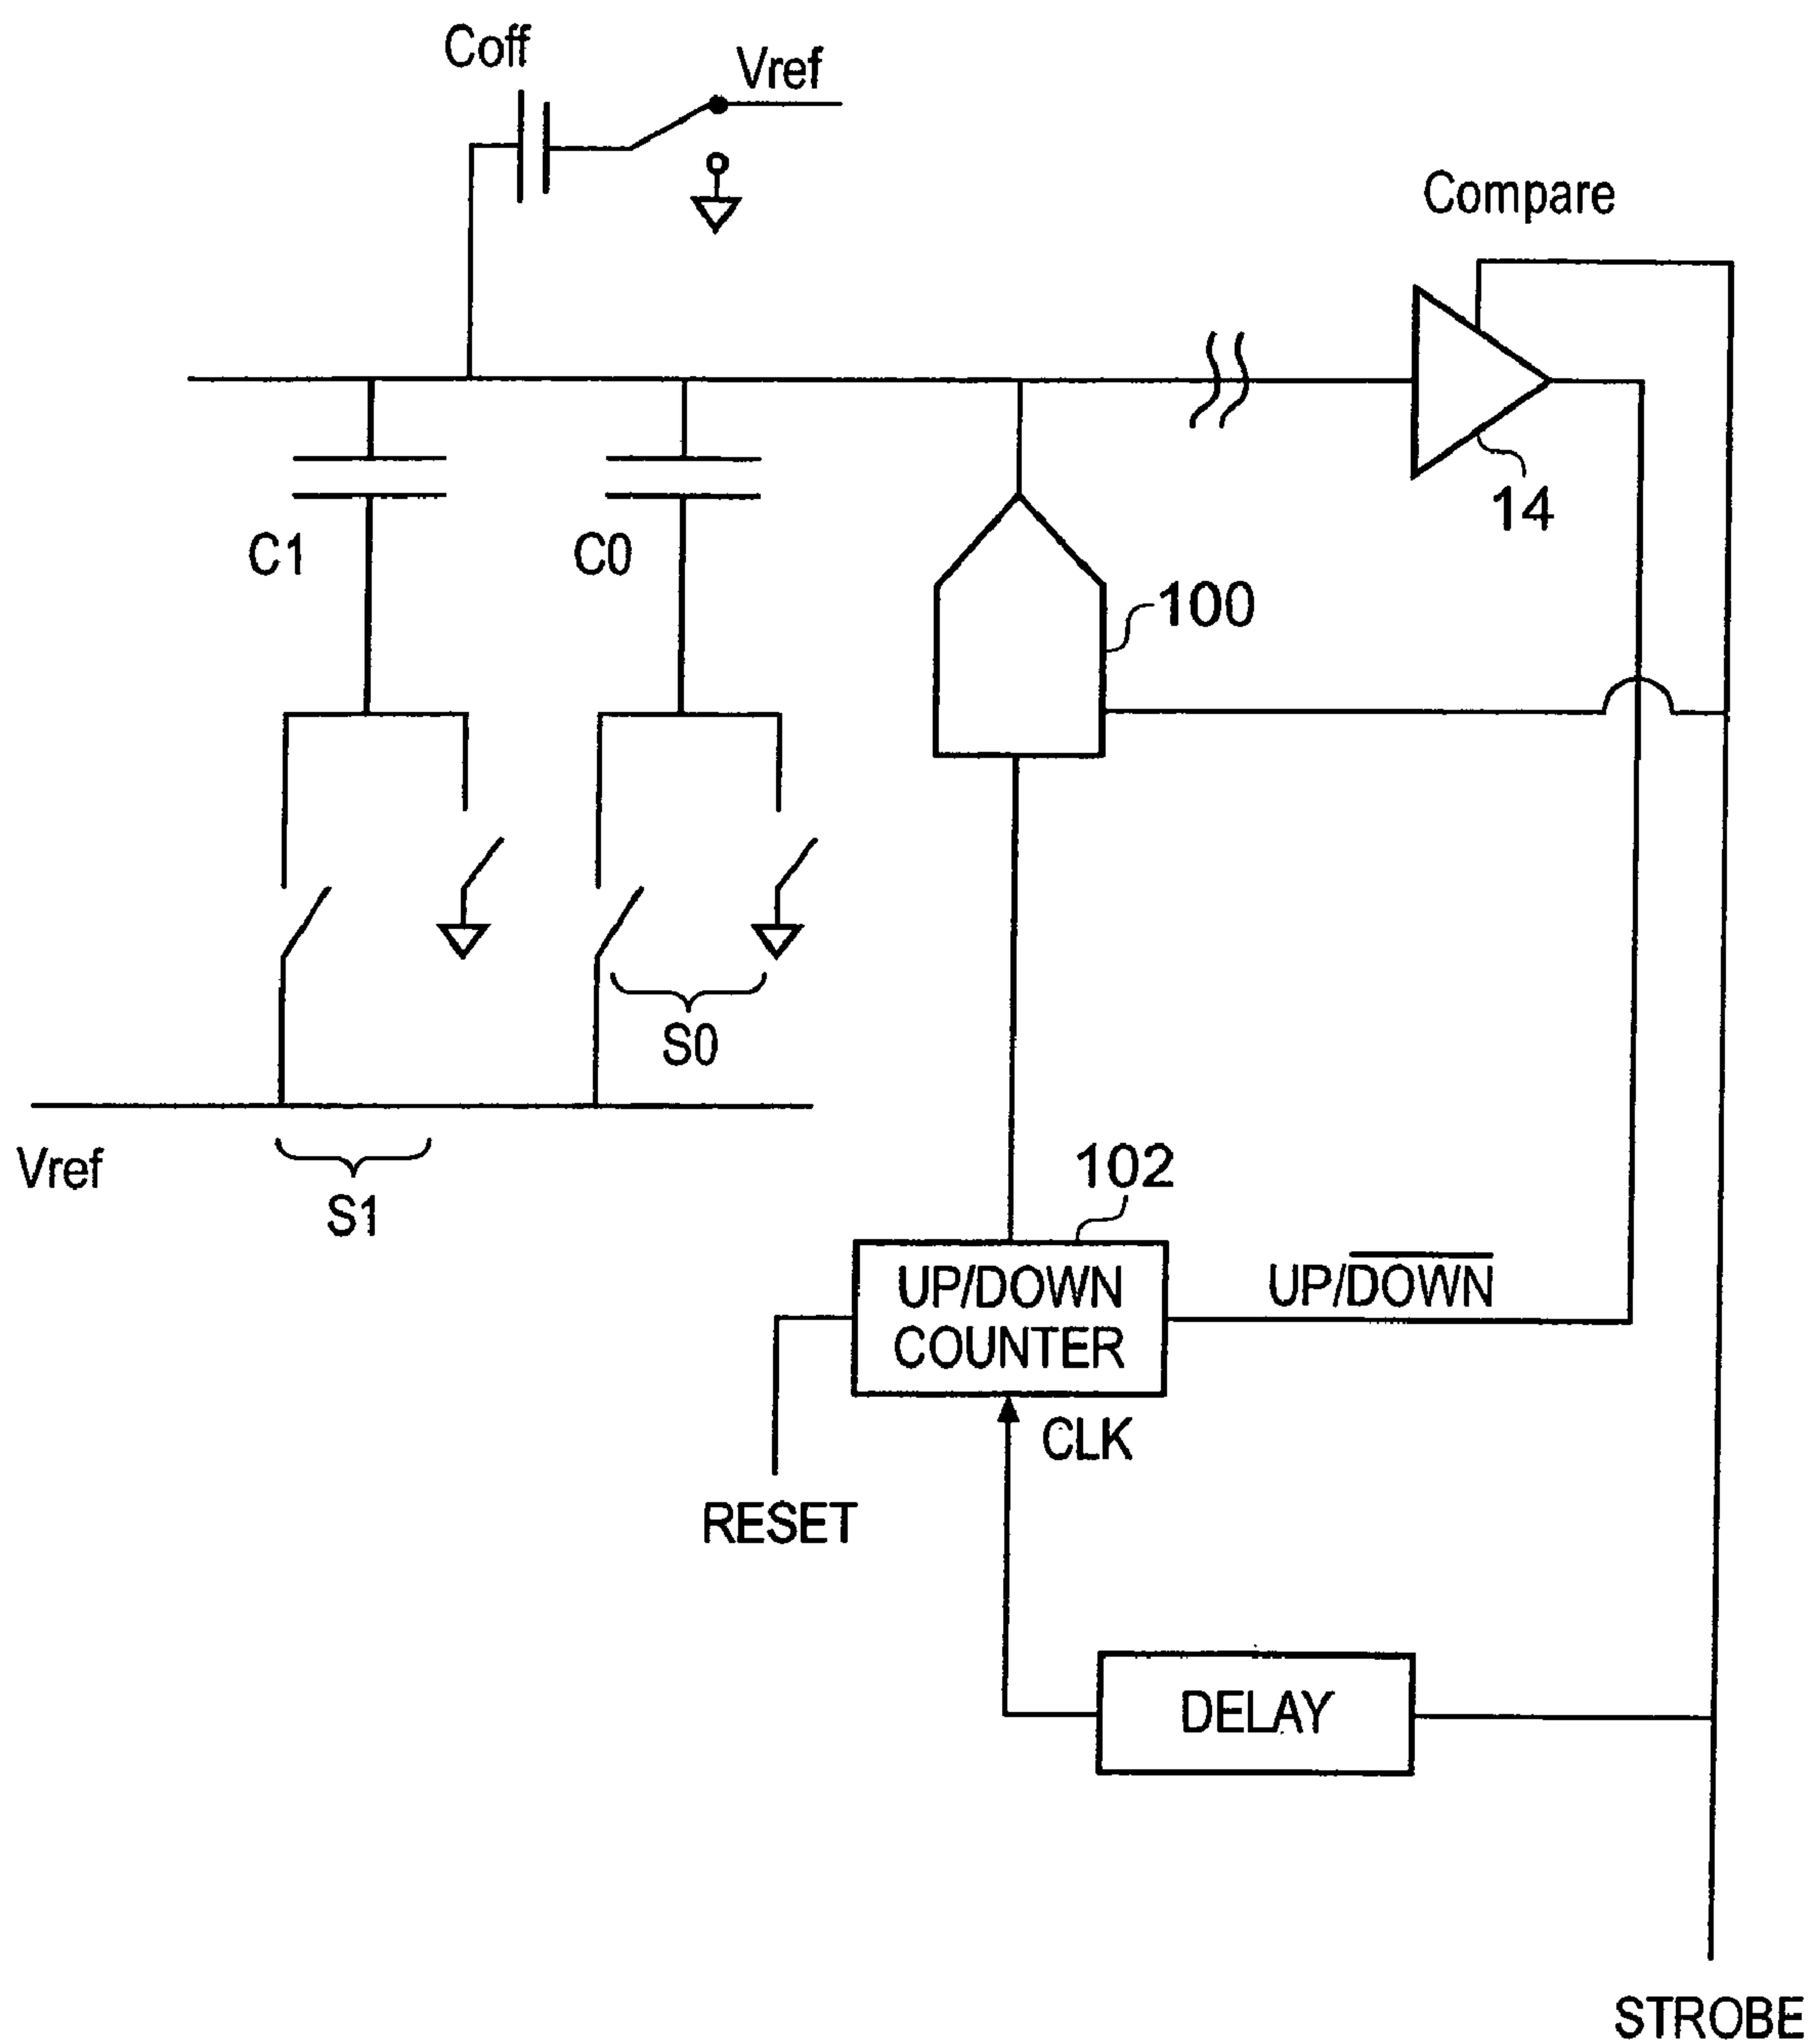 Coff
Vref
Compare
14
C1
C0
100
S0
Vref
S1
102
UP/DOWN
COUNTER
UP/DOWN
CLK
RESET
DELAY
STROBE